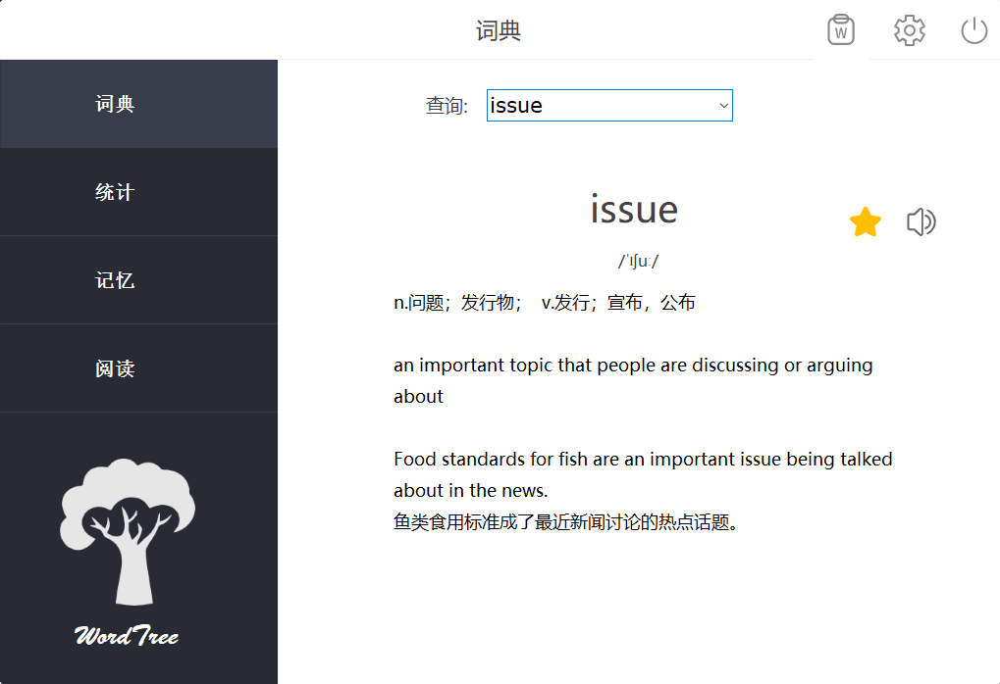 词典
W
词典
统计
记忆
阅读
WordTree
查询:
issue
issue
/ˈɪʃuː/
n.问题；发行物； v.发行；宣布，公布
an important topic that people are discussing or arguing
about
Food standards for fish are an important issue being talked
about in the news.
鱼类食用标准成了最近新闻讨论的热点话题。